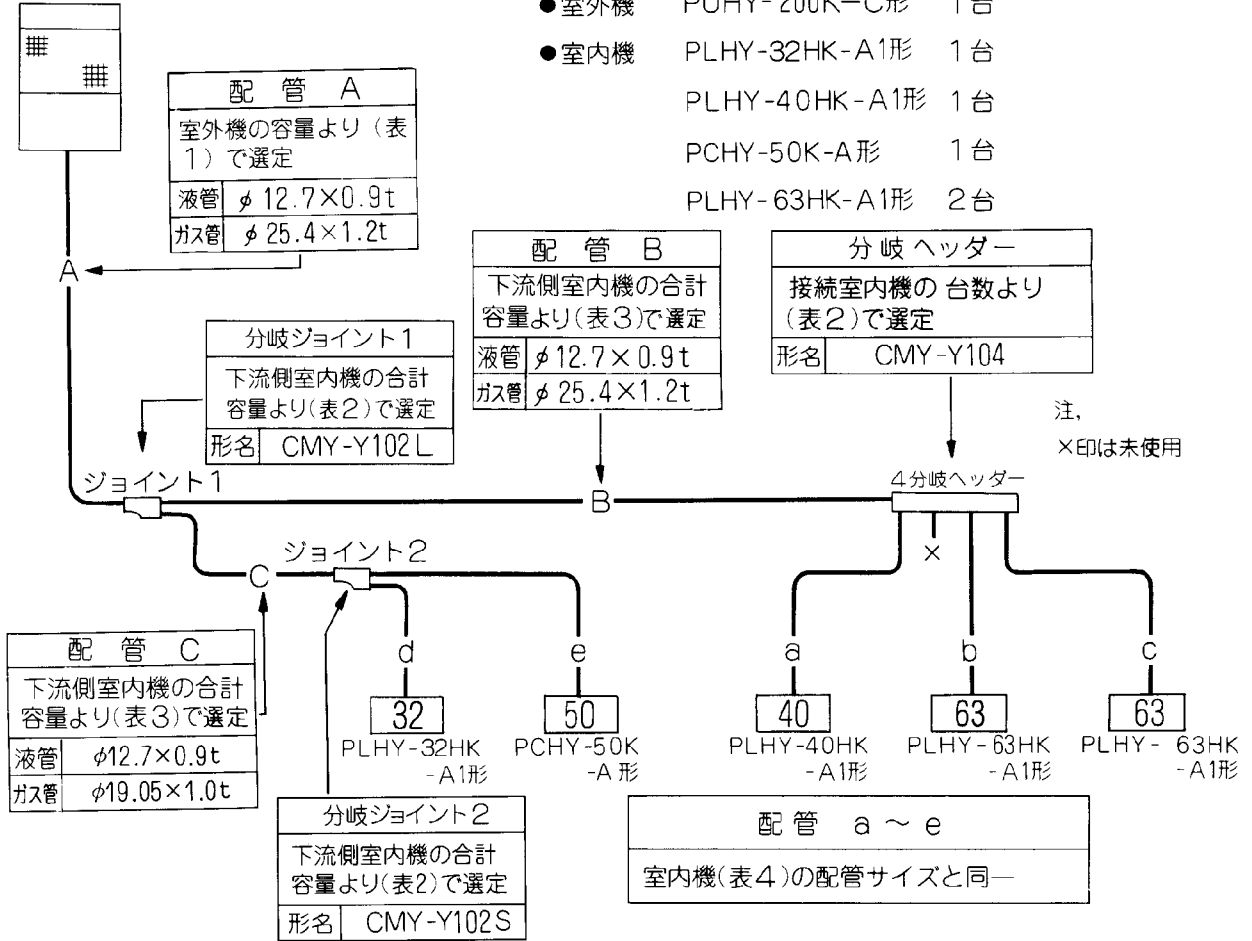 ●室外機 PUHY-200K-C形 1台
●室内機 PLHY-32HK-A1形 1台
PLHY-40HK-A1形 1台
PCHY-50K-A形 1台
PLHY-63HK-A1形 2台
配管 A
室外機の容量より(表
1)で選定
液管 φ12.7×0.9t
ガス管 φ25.4×1.2t
A
配管 B
下流側室内機の合計
容量より(表3)で選定
液管 φ12.7×0.9t
ガス管 φ25.4×1.2t
分岐ヘッダー
接続室内機の台数より
(表2)で選定
形名 CMY-Y104
分岐ジョイント1
下流側室内機の合計
容量より(表2)で選定
形名 CMY-Y102L
注,
×印は未使用
ジョイント1
B
4分岐ヘッダー
×
ジョイント2
C
配管 C
下流側室内機の合計
容量より(表3)で選定
液管 φ12.7×0.9t
ガス管 φ19.05×1.0t
d
e
a
b
c
32
50
40
63
63
PLHY-32HK
-A1形
PCHY-50K
-A形
PLHY-40HK
-A1形
PLHY-63HK
-A1形
PLHY-63HK
-A1形
分岐ジョイント2
下流側室内機の合計
容量より(表2)で選定
形名 CMY-Y102S
配管 a~e
室内機(表4)の配管サイズと同一